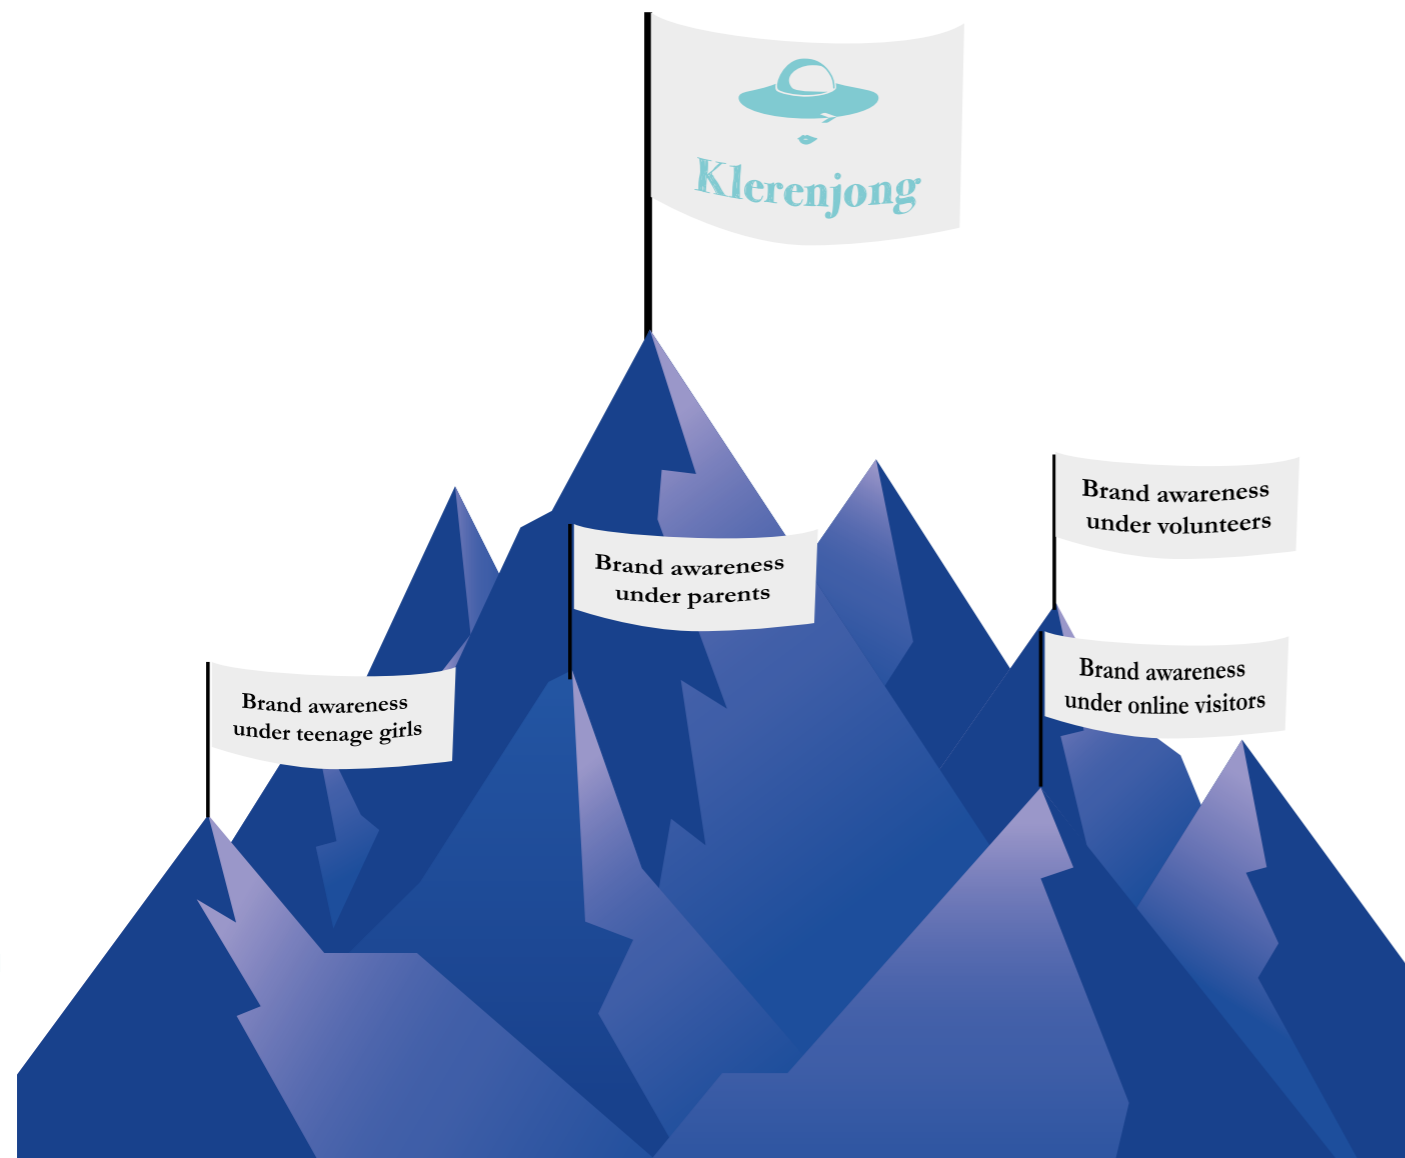 Klerenjong
Brand awareness
under volunteers
Brand awareness
under parents
Brand awareness
under online visitors
Brand awareness
under teenage girls